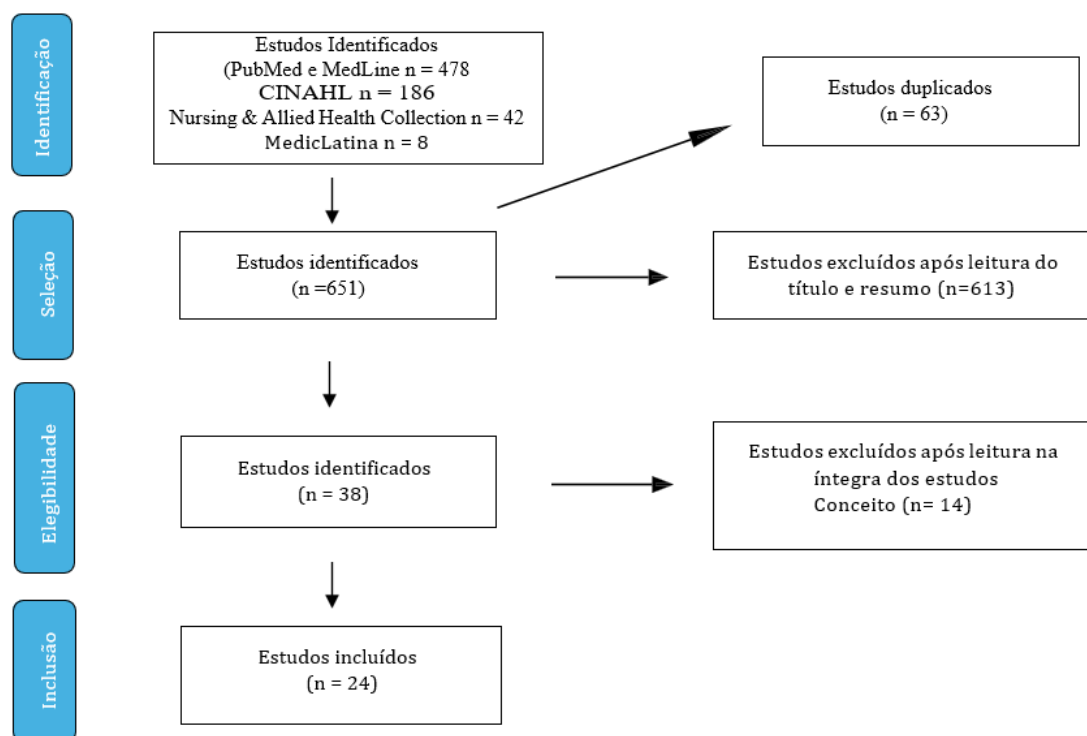 Identificação
Estudos Identificados
(PubMed e MedLine n = 478
CINAHL n = 186
Nursing & Allied Health Collection n = 42
MedicLatina n = 8
Estudos duplicados
(n = 63)
Seleção
Estudos identificados
(n =651)
Estudos excluídos após leitura do
título e resumo (n=613)
Elegibilidade
Estudos identificados
(n = 38)
Estudos excluídos após leitura na
íntegra dos estudos
Conceito (n= 14)
Inclusão
Estudos incluídos
(n = 24)